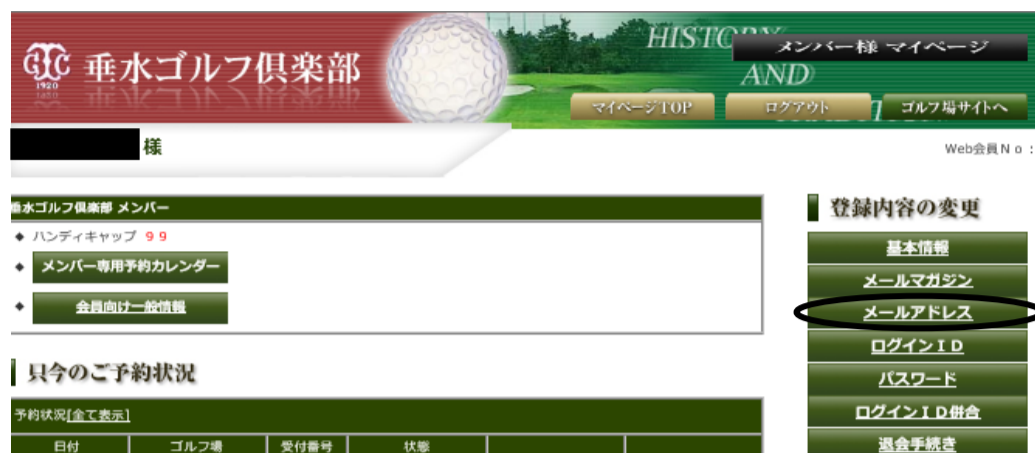 HISTORY
メンバー様 マイページ
GTC
1920
垂水ゴルフ倶楽部
AND
マイページTOP
ログアウト
ゴルフ場サイトへ
様
Web会員Ｎｏ：
垂水ゴルフ倶楽部 メンバー
◆ ハンディキャップ ９９
◆ メンバー専用予約カレンダー
◆ 会員向け一般情報
只今のご予約状況
予約状況[全て表示]
日付 ゴルフ場 受付番号 状態
登録内容の変更
基本情報
メールマガジン
メールアドレス
ログインＩＤ
パスワード
ログインＩＤ併合
退会手続き